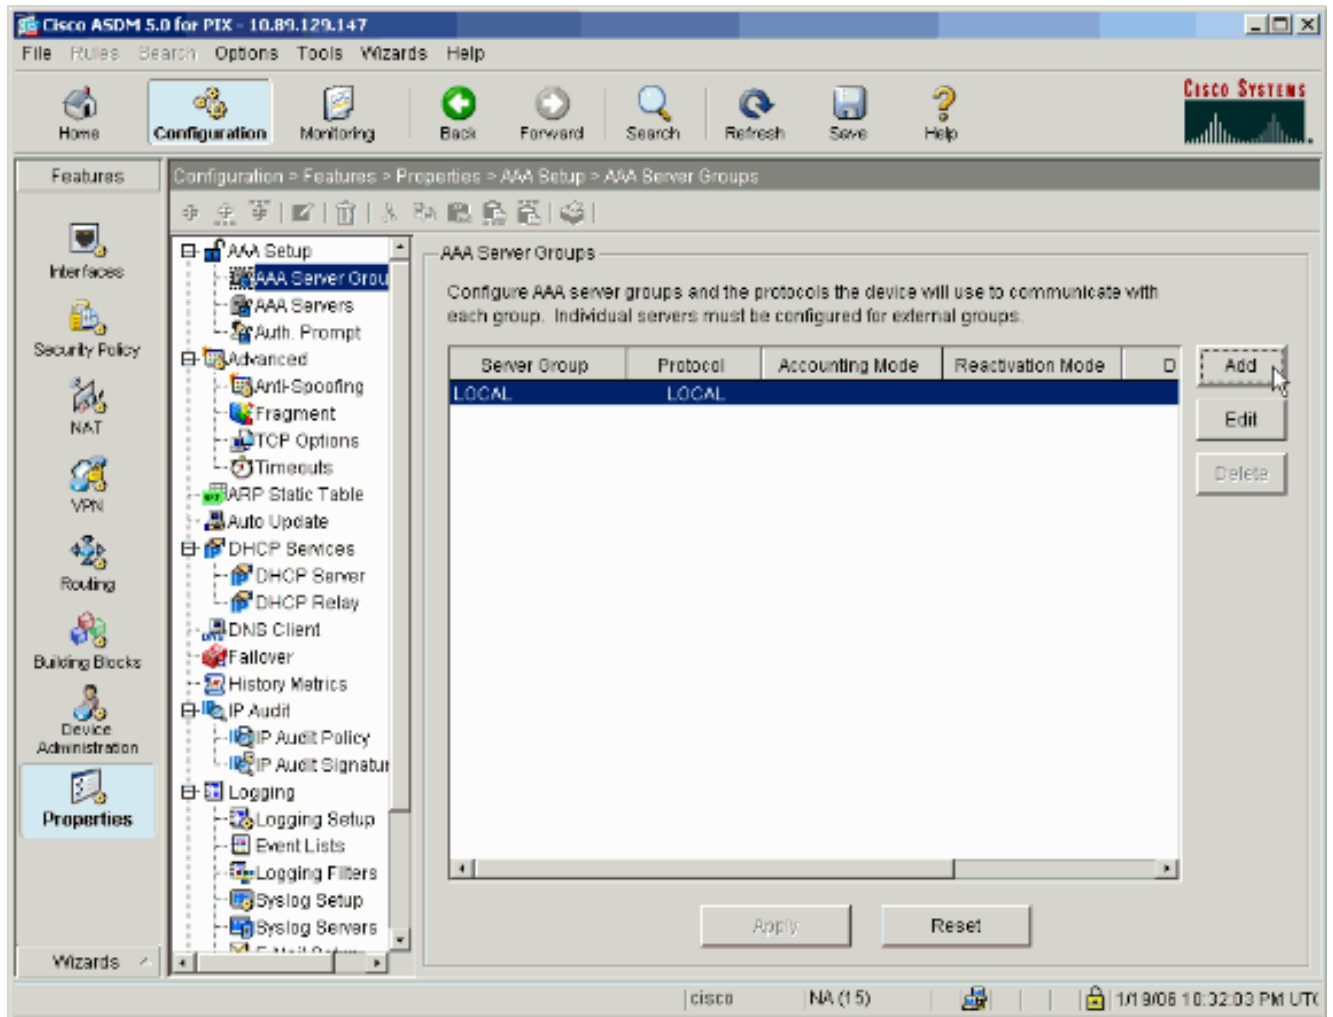 Cisco ASDM 5.0 for PIX - 10.89.129.147
File Rules Search Options Tools Wizards Help
Home Configuration Monitoring Back Forward Search Refresh Save Help
CISCO SYSTEMS
Features
Configuration > Features > Properties > AAA Setup > AAA Server Groups
Interfaces
Security Policy
NAT
VPN
Routing
Building Blocks
Device
Administration
Properties
Wizards
AAA Setup
AAA Server Grou
AAA Servers
Auth. Prompt
Advanced
Anti-Spoofing
Fragment
TCP Options
Timeouts
ARP Static Table
Auto Update
DHCP Services
DHCP Server
DHCP Relay
DNS Client
Failover
History Metrics
IP Audit
IP Audit Policy
IP Audit Signatur
Logging
Logging Setup
Event Lists
Logging Filters
Syslog Setup
Syslog Servers
AAA Server Groups
Configure AAA server groups and the protocols the device will use to communicate with
each group. Individual servers must be configured for external groups.
Server Group Protocol Accounting Mode Reactivation Mode D
LOCAL LOCAL
Add
Edit
Delete
Apply Reset
cisco NA (15) 1/19/06 10:32:03 PM UTC